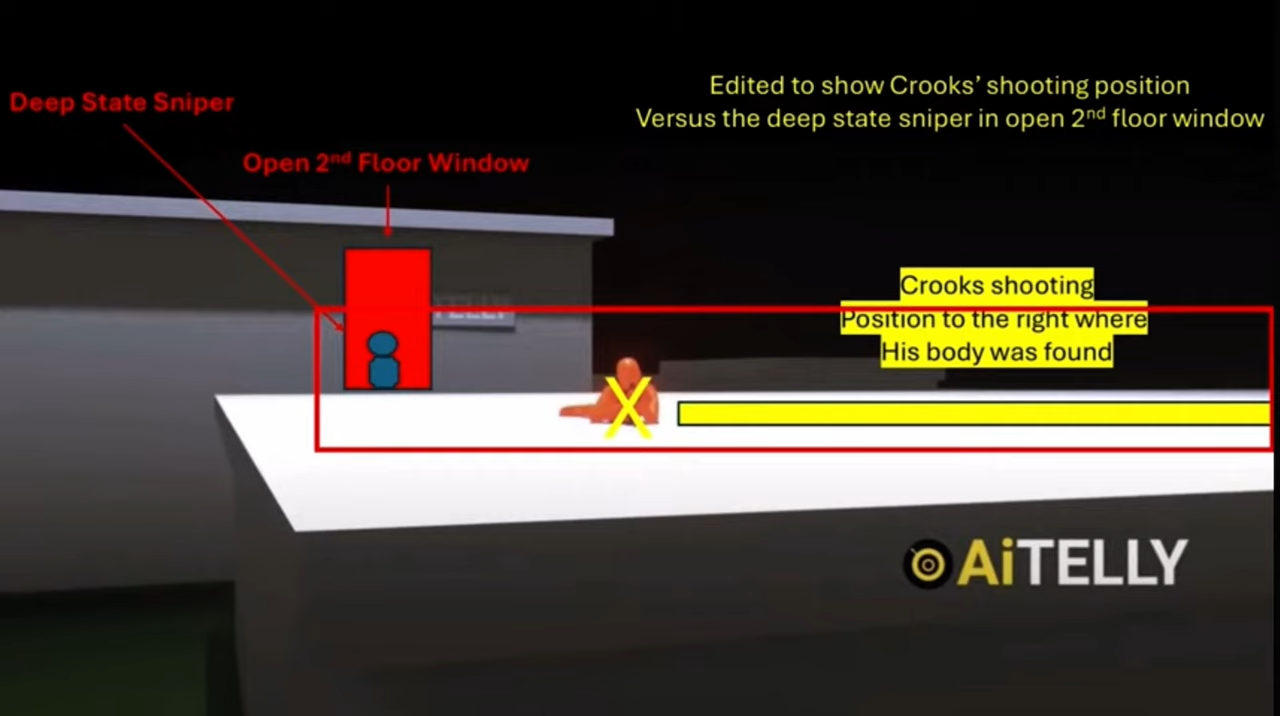 Edited to show Crooks' shooting position
Versus the deep state sniper in open 2nd floor window
Deep State Sniper
Open 2nd Floor Window
Crooks shooting
Position to the right where
His body was found
X
AiTELLY